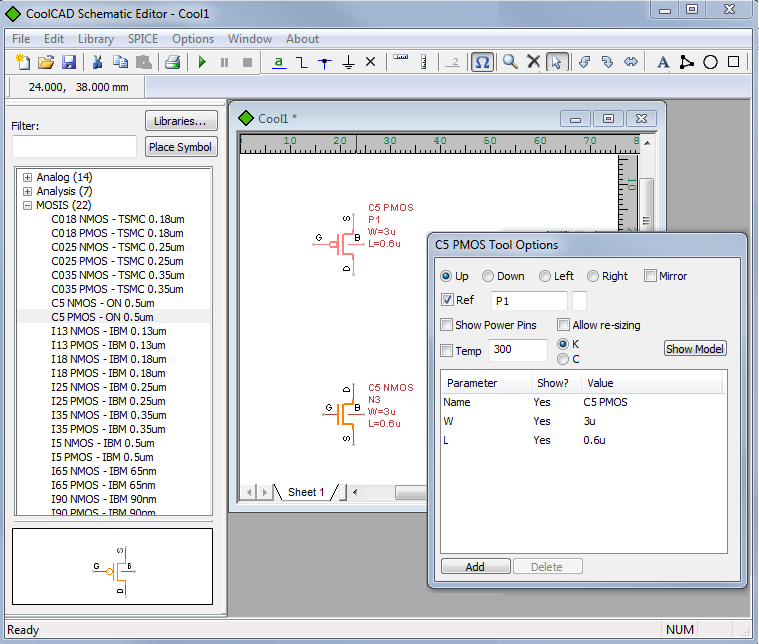 CoolCAD Schematic Editor - Cool1
File Edit Library SPICE Options Window About
a .2 Ω A
24.000, 38.000 mm
Filter:
Libraries...
Place Symbol
Analog (14)
Analysis (7)
MOSIS (22)
C018 NMOS - TSMC 0.18um
C018 PMOS - TSMC 0.18um
C025 NMOS - TSMC 0.25um
C025 PMOS - TSMC 0.25um
C035 NMOS - TSMC 0.35um
C035 PMOS - TSMC 0.35um
C5 NMOS - ON 0.5um
C5 PMOS - ON 0.5um
I13 NMOS - IBM 0.13um
I13 PMOS - IBM 0.13um
I18 NMOS - IBM 0.18um
I18 PMOS - IBM 0.18um
I25 NMOS - IBM 0.25um
I25 PMOS - IBM 0.25um
I35 NMOS - IBM 0.35um
I35 PMOS - IBM 0.35um
I5 NMOS - IBM 0.5um
I5 PMOS - IBM 0.5um
I65 NMOS - IBM 65nm
I65 PMOS - IBM 65nm
I90 NMOS - IBM 90nm
I90 PMOS - IBM 90nm
S
G B
D
Cool1 *
10 20 30 40 50 60 70 8
10
C5 PMOS
P1
W=3u
L=0.6u
S
G B
D
C5 NMOS
N3
W=3u
L=0.6u
D
G B
S
Sheet 1
C5 PMOS Tool Options
Up Down Left Right Mirror
Ref P1
Show Power Pins Allow re-sizing
Temp 300 K
C
Show Model
Parameter Show? Value
Name Yes C5 PMOS
W Yes 3u
L Yes 0.6u
Add Delete
Ready NUM